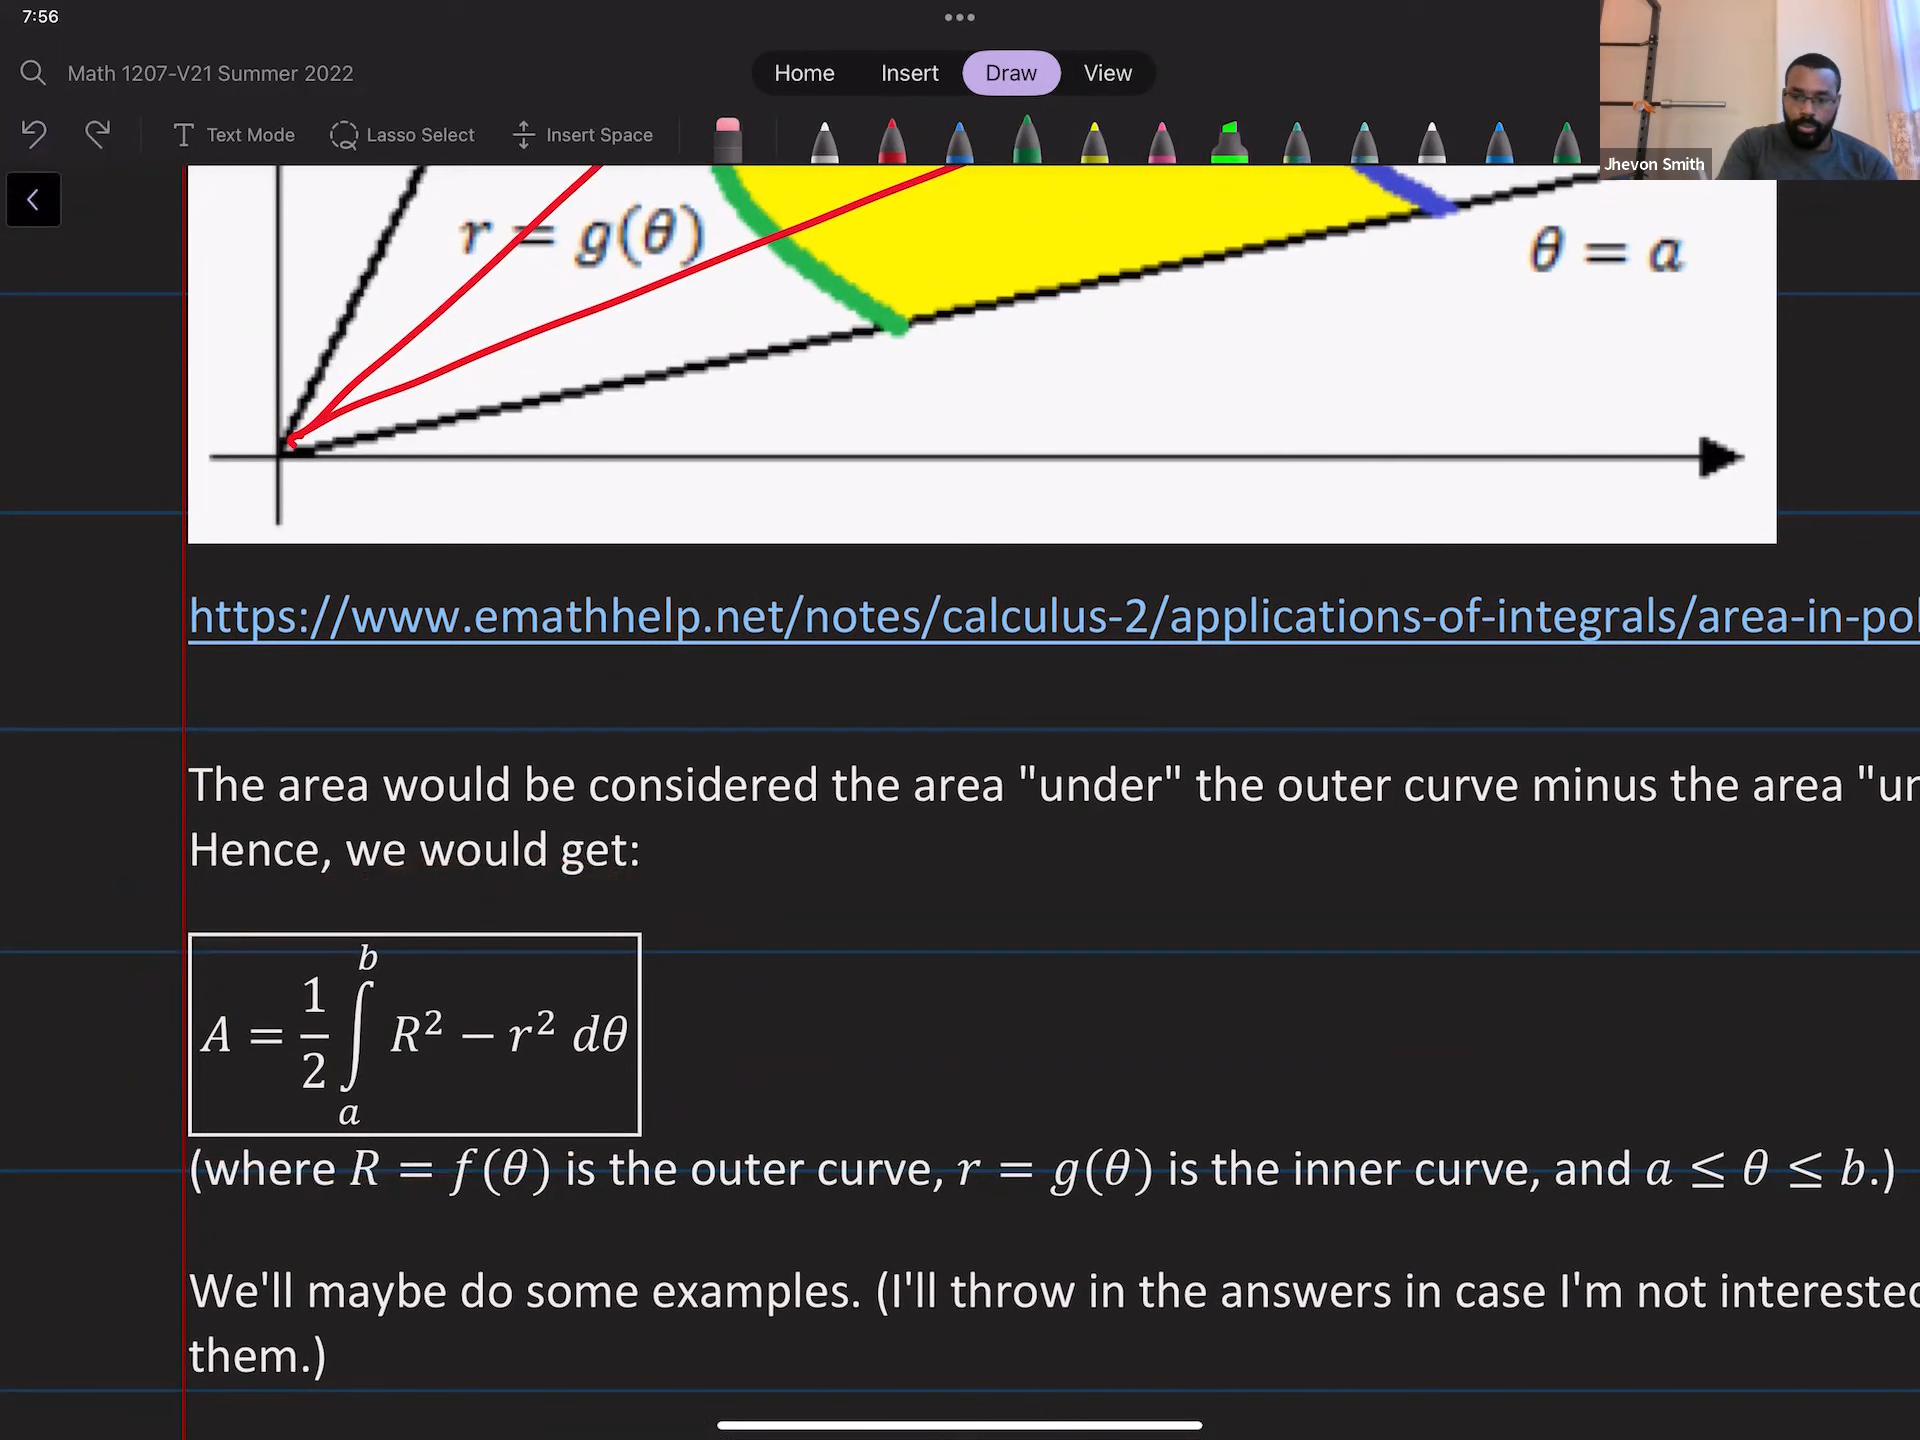 7:56
Math 1207-V21 Summer 2022
Home Insert Draw View
Text Mode Lasso Select Insert Space
Jhevon Smith
r = g(θ)
θ = a
https://www.emathhelp.net/notes/calculus-2/applications-of-integrals/area-in-pol
The area would be considered the area "under" the outer curve minus the area "un
Hence, we would get:
A = 1/2 ∫_a^b R² − r² dθ
(where R = f(θ) is the outer curve, r = g(θ) is the inner curve, and a ≤ θ ≤ b.)
We'll maybe do some examples. (I'll throw in the answers in case I'm not interested
them.)